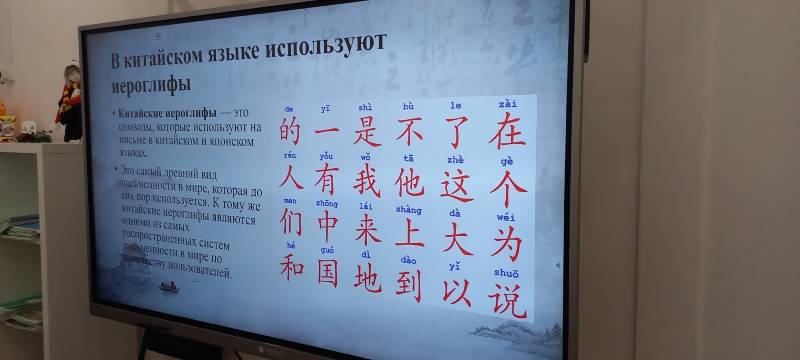 В китайском языке используют
иероглифы
• Китайские иероглифы — это
символы, которые используют на
письме в китайском и японском
языках.
• Это самый древний вид
письменности в мире, которая до
сих пор используется. К тому же
китайские иероглифы являются
одними из самых
распространенных систем
письменности в мире по
количеству пользователей.
de yī shì bù le zài
的 一 是 不 了 在
rén yǒu wǒ tā zhè gè
人 有 我 他 这 个
men zhōng lái shàng dà wéi
们 中 来 上 大 为
hé guó dì dào yǐ shuō
和 国 地 到 以 说